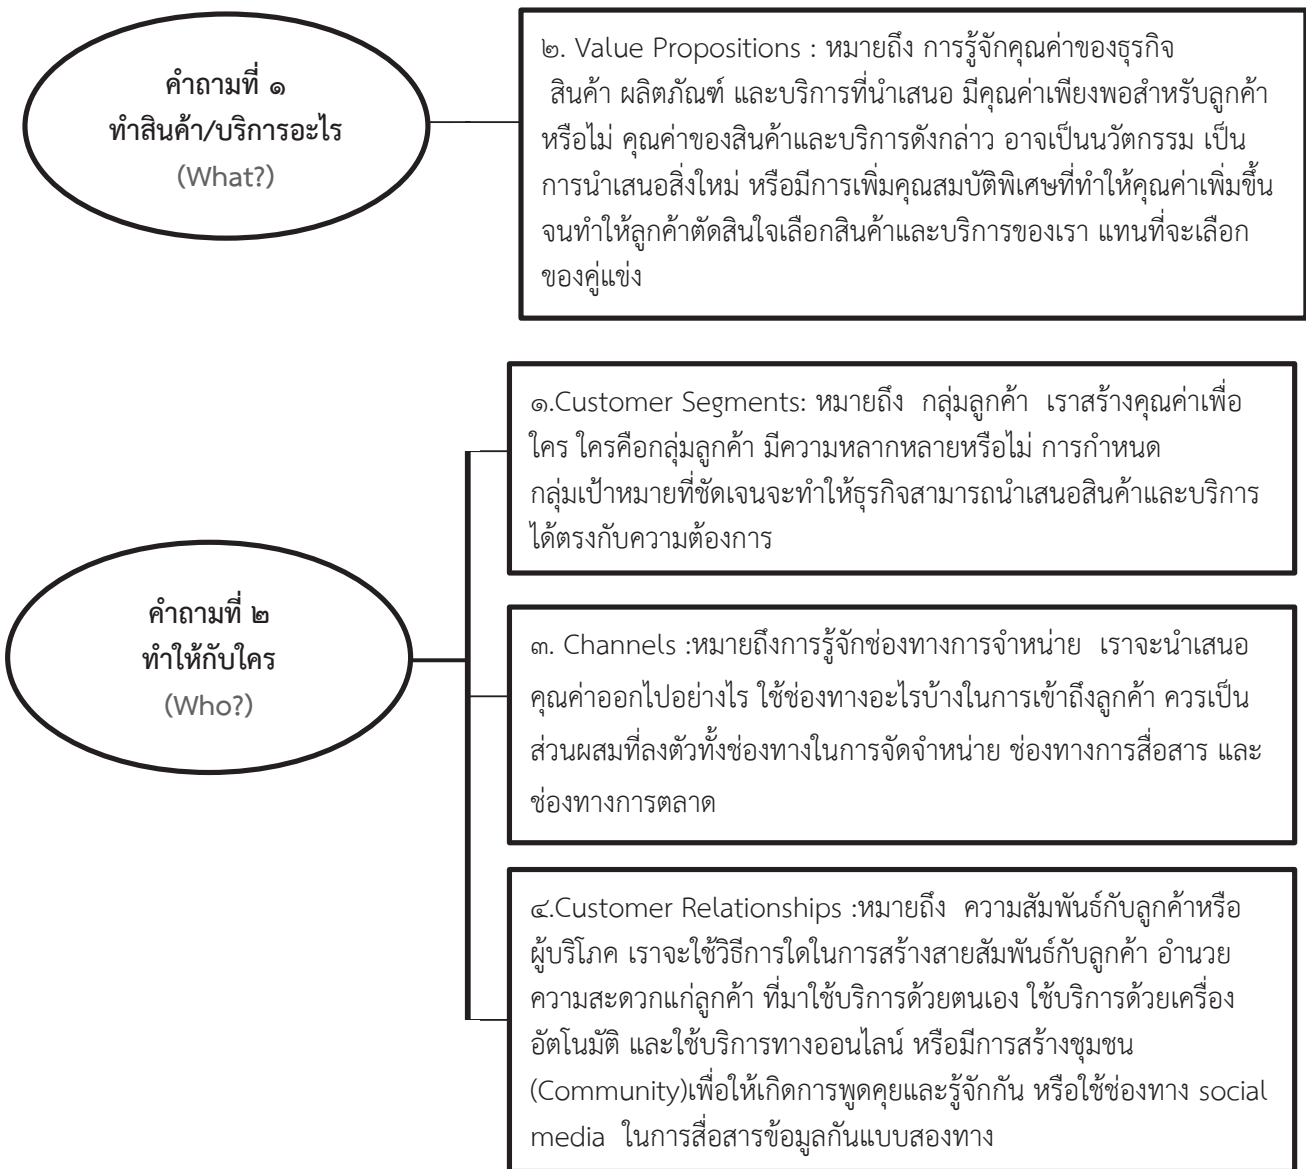 คำถามที่ ๑
ทำสินค้า/บริการอะไร
(What?)
๒. Value Propositions : หมายถึง การรู้จักคุณค่าของธุรกิจ
สินค้า ผลิตภัณฑ์ และบริการที่นำเสนอ มีคุณค่าเพียงพอสำหรับลูกค้า
หรือไม่ คุณค่าของสินค้าและบริการดังกล่าว อาจเป็นนวัตกรรม เป็น
การนำเสนอสิ่งใหม่ หรือมีการเพิ่มคุณสมบัติพิเศษที่ทำให้คุณค่าเพิ่มขึ้น
จนทำให้ลูกค้าตัดสินใจเลือกสินค้าและบริการของเรา แทนที่จะเลือก
ของคู่แข่ง
คำถามที่ ๒
ทำให้กับใคร
(Who?)
๑.Customer Segments: หมายถึง กลุ่มลูกค้า เราสร้างคุณค่าเพื่อ
ใคร ใครคือกลุ่มลูกค้า มีความหลากหลายหรือไม่ การกำหนด
กลุ่มเป้าหมายที่ชัดเจนจะทำให้ธุรกิจสามารถนำเสนอสินค้าและบริการ
ได้ตรงกับความต้องการ
๓. Channels :หมายถึงการรู้จักช่องทางการจำหน่าย เราจะนำเสนอ
คุณค่าออกไปอย่างไร ใช้ช่องทางอะไรบ้างในการเข้าถึงลูกค้า ควรเป็น
ส่วนผสมที่ลงตัวทั้งช่องทางในการจัดจำหน่าย ช่องทางการสื่อสาร และ
ช่องทางการตลาด
๔.Customer Relationships :หมายถึง ความสัมพันธ์กับลูกค้าหรือ
ผู้บริโภค เราจะใช้วิธีการใดในการสร้างสายสัมพันธ์กับลูกค้า อำนวย
ความสะดวกแก่ลูกค้า ที่มาใช้บริการด้วยตนเอง ใช้บริการด้วยเครื่อง
อัตโนมัติ และใช้บริการทางออนไลน์ หรือมีการสร้างชุมชน
(Community)เพื่อให้เกิดการพูดคุยและรู้จักกัน หรือใช้ช่องทาง social
media ในการสื่อสารข้อมูลกันแบบสองทาง